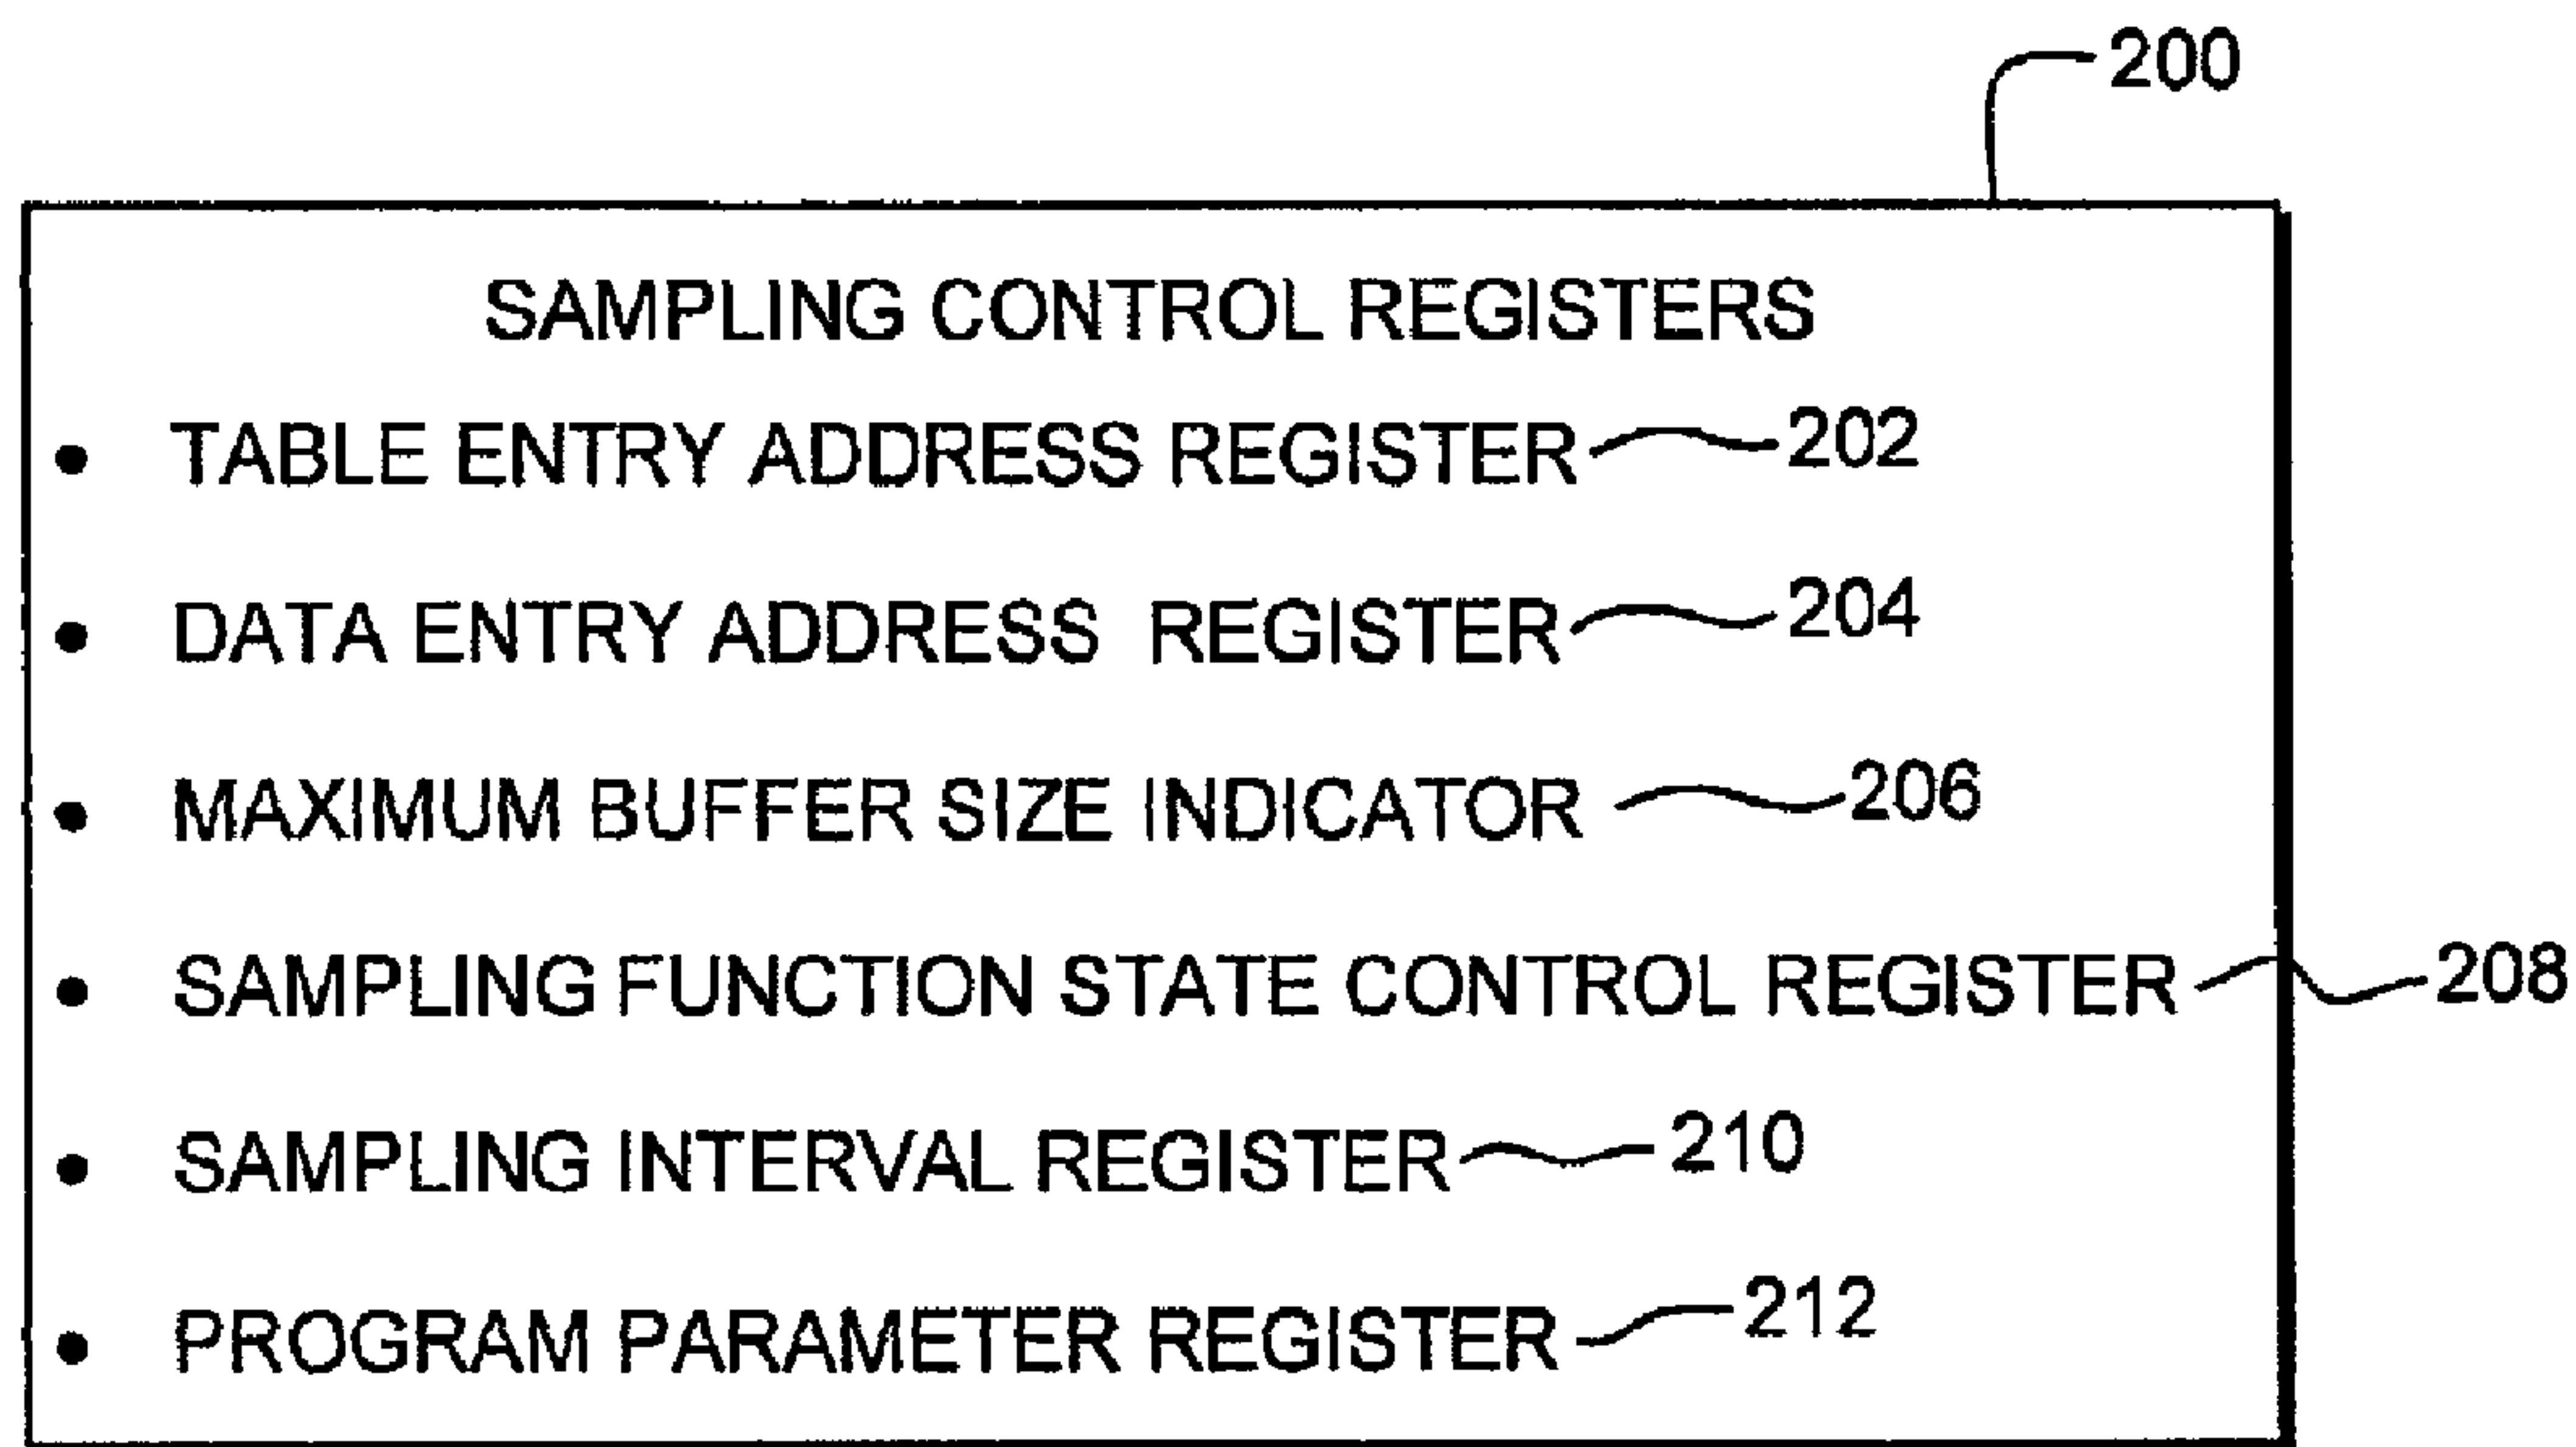 200
SAMPLING CONTROL REGISTERS
• TABLE ENTRY ADDRESS REGISTER 202
• DATA ENTRY ADDRESS REGISTER 204
• MAXIMUM BUFFER SIZE INDICATOR 206
• SAMPLING FUNCTION STATE CONTROL REGISTER 208
• SAMPLING INTERVAL REGISTER 210
• PROGRAM PARAMETER REGISTER 212